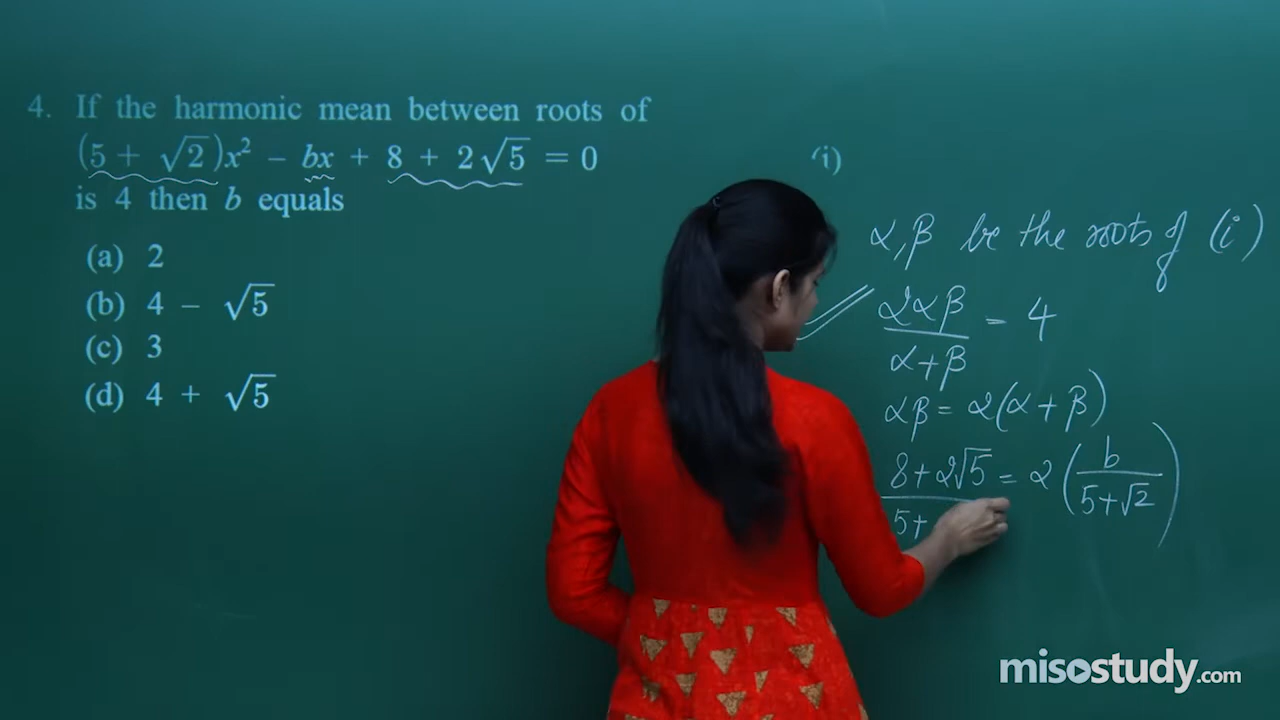 4. If the harmonic mean between roots of
(5 + √2)x² − bx + 8 + 2√5 = 0
is 4 then b equals
(a) 2
(b) 4 − √5
(c) 3
(d) 4 + √5
(i)
α,β be the roots of (i)
2αβ/α+β = 4
αβ = 2(α+β)
8+2√5/5+ = 2(b/5+√2)
misostudy.com